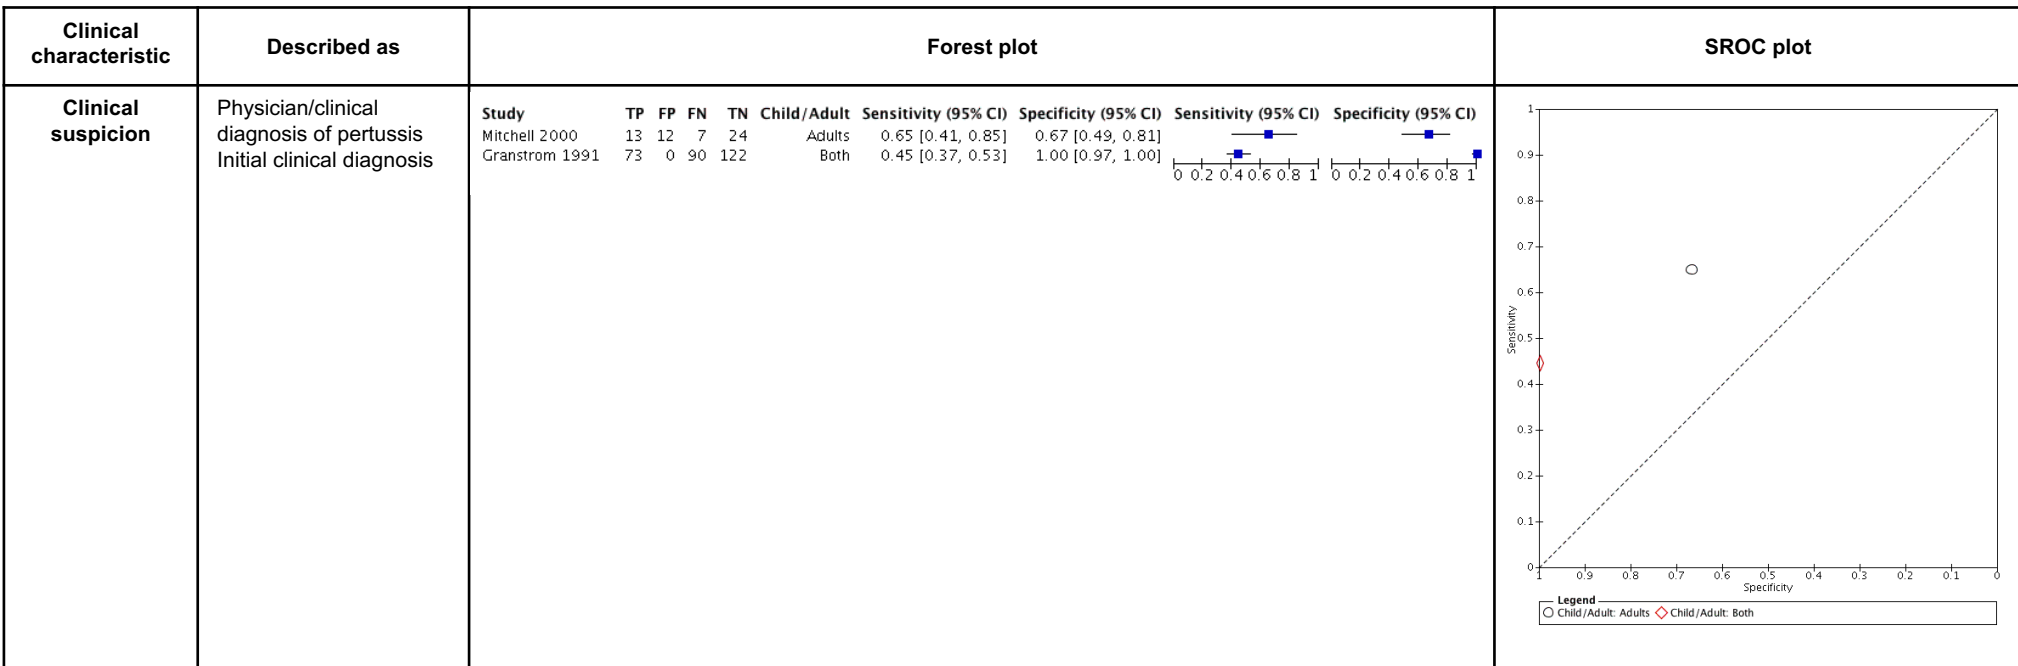 Clinical characteristic
Described as
Forest plot
SROC plot
Clinical suspicion
Physician/clinical
diagnosis of pertussis
Initial clinical diagnosis
Study TP FP FN TN Child/Adult Sensitivity (95% CI) Specificity (95% CI) Sensitivity (95% CI) Specificity (95% CI)
Mitchell 2000 13 12 7 24 Adults 0.65 [0.41, 0.85] 0.67 [0.49, 0.81]
Granstrom 1991 73 0 90 122 Both 0.45 [0.37, 0.53] 1.00 [0.97, 1.00]
0 0.2 0.4 0.6 0.8 1 0 0.2 0.4 0.6 0.8 1
1
0.9
0.8
0.7
0.6
0.5
0.4
0.3
0.2
0.1
0
Sensitivity
1 0.9 0.8 0.7 0.6 0.5 0.4 0.3 0.2 0.1 0
Specificity
Legend
Child/Adult: Adults Child/Adult: Both